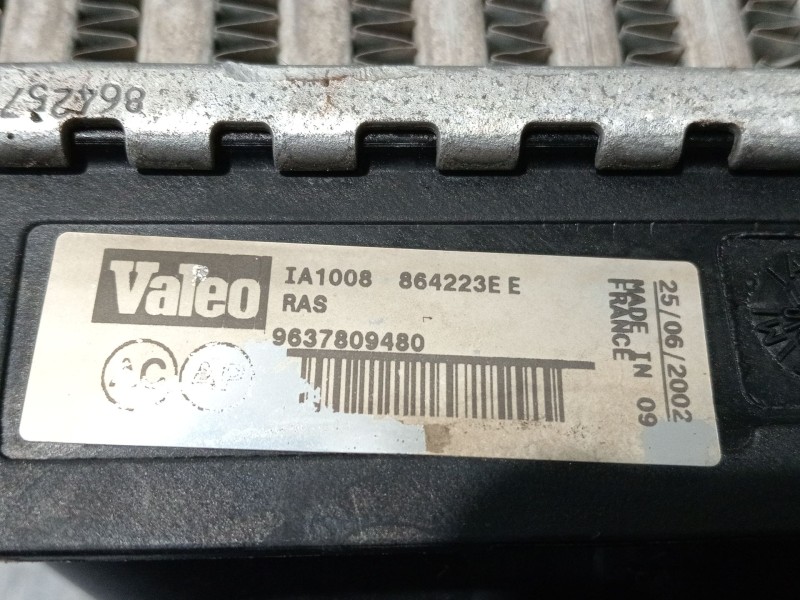 864257
Valeo
IA1008 864223E E
RAS
9637809480
AC AP
MADE IN
FRANCE 09
25/06/2002